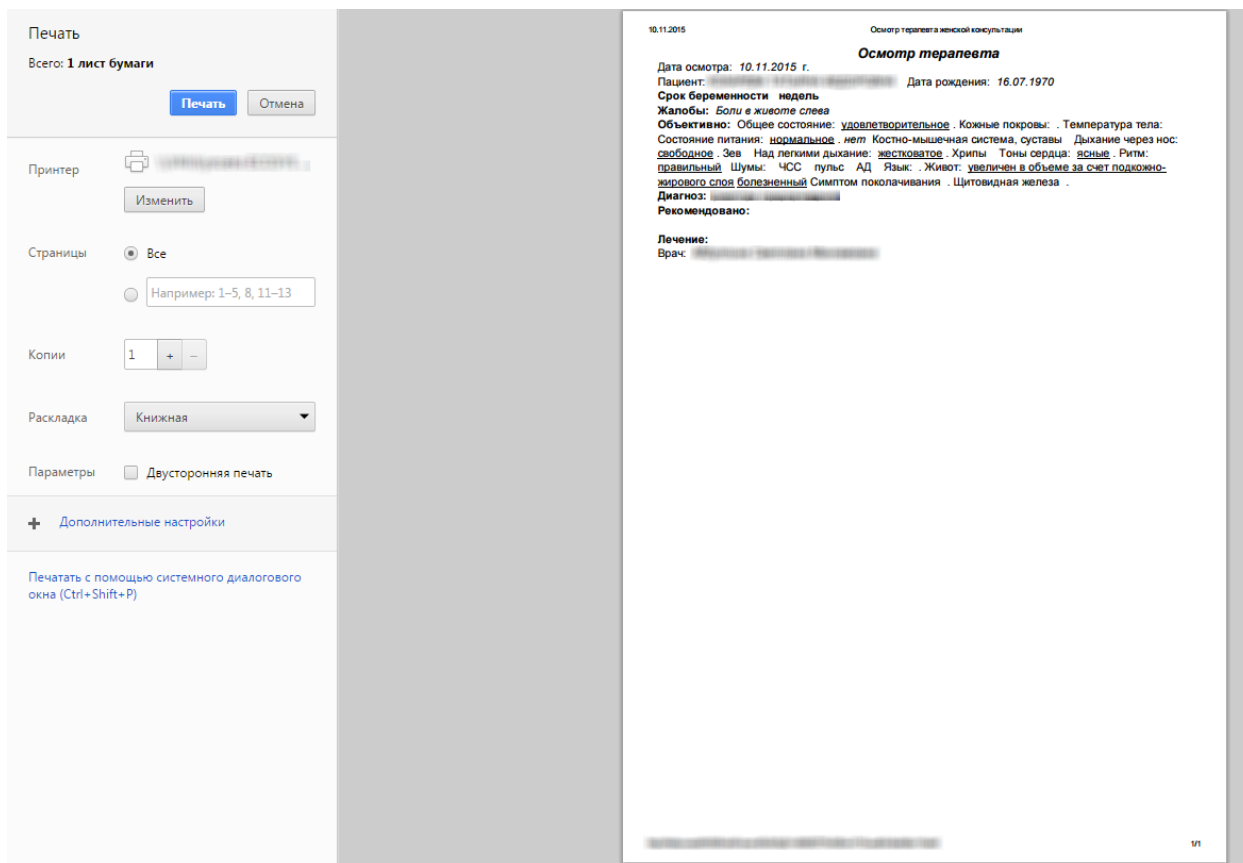 Печать
Всего: 1 лист бумаги
Печать Отмена
Принтер
Изменить
Страницы Все
Например: 1–5, 8, 11–13
Копии 1 + –
Раскладка Книжная
Параметры Двусторонняя печать
+ Дополнительные настройки
Печатать с помощью системного диалогового
окна (Ctrl+Shift+P)
10.11.2015 Осмотр терапевта женской консультации
Осмотр терапевта
Дата осмотра: 10.11.2015 г.
Пациент: Дата рождения: 16.07.1970
Срок беременности недель
Жалобы: Боли в животе слева
Объективно: Общее состояние: удовлетворительное . Кожные покровы: . Температура тела:
Состояние питания: нормальное . нет Костно-мышечная система, суставы Дыхание через нос:
свободное . Зев Над легкими дыхание: жестковатое . Хрипы Тоны сердца: ясные . Ритм:
правильный Шумы: ЧСС пульс АД Язык: . Живот: увеличен в объеме за счет подкожно-
жирового слоя болезненный Симптом поколачивания . Щитовидная железа .
Диагноз:
Рекомендовано:
Лечение:
Врач:
1/1